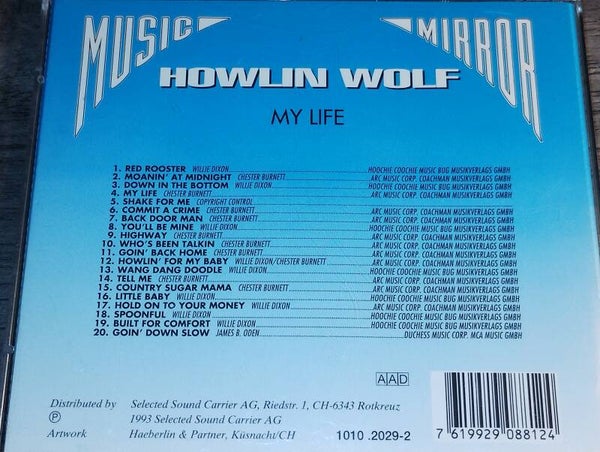 MUSIC MIRROR
HOWLIN WOLF
MY LIFE
1. RED ROOSTER WILLIE DIXON HOOCHIE COOCHIE MUSIC BUG MUSIKVERLAGS GMBH
2. MOANIN' AT MIDNIGHT CHESTER BURNETT ARC MUSIC CORP. COACHMAN MUSIKVERLAGS GMBH
3. DOWN IN THE BOTTOM WILLIE DIXON HOOCHIE COOCHIE MUSIC BUG MUSIKVERLAGS GMBH
4. MY LIFE CHESTER BURNETT ARC MUSIC CORP. COACHMAN MUSIKVERLAGS GMBH
5. SHAKE FOR ME COPYRIGHT CONTROL
6. COMMIT A CRIME CHESTER BURNETT ARC MUSIC CORP. COACHMAN MUSIKVERLAGS GMBH
7. BACK DOOR MAN CHESTER BURNETT ARC MUSIC CORP. COACHMAN MUSIKVERLAGS GMBH
8. YOU'LL BE MINE WILLIE DIXON HOOCHIE COOCHIE MUSIC BUG MUSIKVERLAGS GMBH
9. HIGHWAY CHESTER BURNETT ARC MUSIC CORP. COACHMAN MUSIKVERLAGS GMBH
10. WHO'S BEEN TALKIN CHESTER BURNETT ARC MUSIC CORP. COACHMAN MUSIKVERLAGS GMBH
11. GOIN' BACK HOME CHESTER BURNETT ARC MUSIC CORP. COACHMAN MUSIKVERLAGS GMBH
12. HOWLIN' FOR MY BABY WILLIE DIXON/CHESTER BURNETT ARC MUSIC CORP. COACHMAN MUSIKVERLAGS GMBH
13. WANG DANG DOODLE WILLIE DIXON HOOCHIE COOCHIE MUSIC BUG MUSIKVERLAGS GMBH
14. TELL ME CHESTER BURNETT ARC MUSIC CORP. COACHMAN MUSIKVERLAGS GMBH
15. COUNTRY SUGAR MAMA CHESTER BURNETT ARC MUSIC CORP. COACHMAN MUSIKVERLAGS GMBH
16. LITTLE BABY WILLIE DIXON HOOCHIE COOCHIE MUSIC BUG MUSIKVERLAGS GMBH
17. HOLD ON TO YOUR MONEY WILLIE DIXON ARC MUSIC CORP. COACHMAN MUSIKVERLAGS GMBH
18. SPOONFUL WILLIE DIXON HOOCHIE COOCHIE MUSIC BUG MUSIKVERLAGS GMBH
19. BUILT FOR COMFORT WILLIE DIXON HOOCHIE COOCHIE MUSIC BUG MUSIKVERLAGS GMBH
20. GOIN' DOWN SLOW JAMES B. ODEN DUCHESS MUSIC CORP. MCA MUSIC GMBH
AAD
Distributed by Selected Sound Carrier AG, Riedstr. 1, CH-6343 Rotkreuz
℗ 1993 Selected Sound Carrier AG
Artwork Haeberlin & Partner, Küsnacht/CH 1010 .2029-2
7 619929 088124